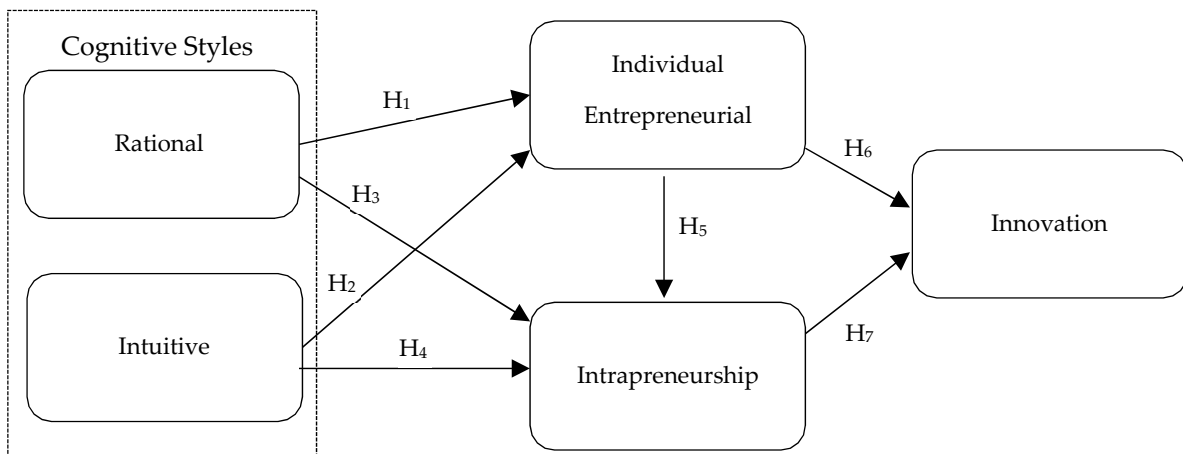 Cognitive Styles
Rational
Intuitive
H₁
H₃
H₂
H₄
Individual
Entrepreneurial
H₅
Intrapreneurship
H₆
H₇
Innovation